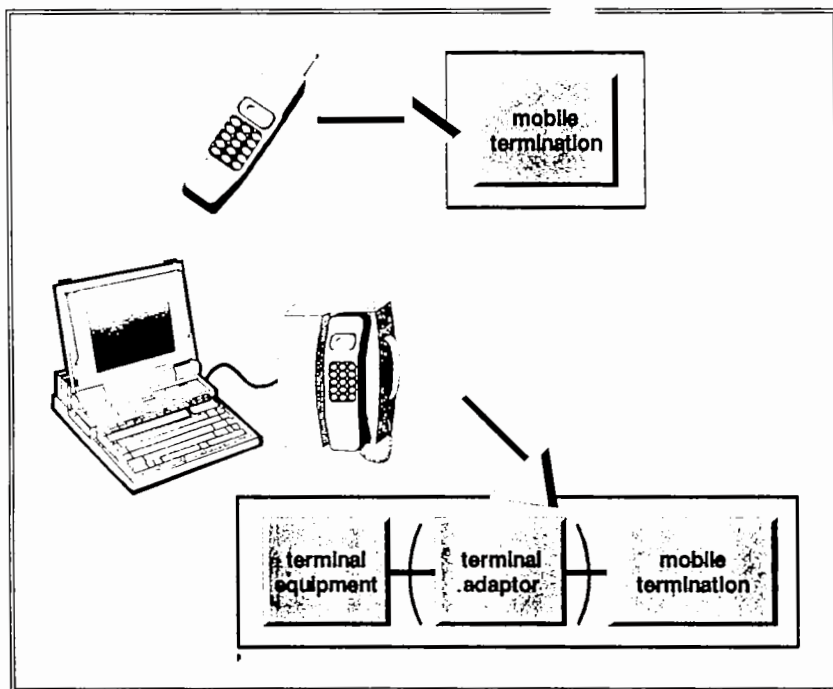 mobile
termination
terminal
equipment
terminal
adaptor
mobile
termination